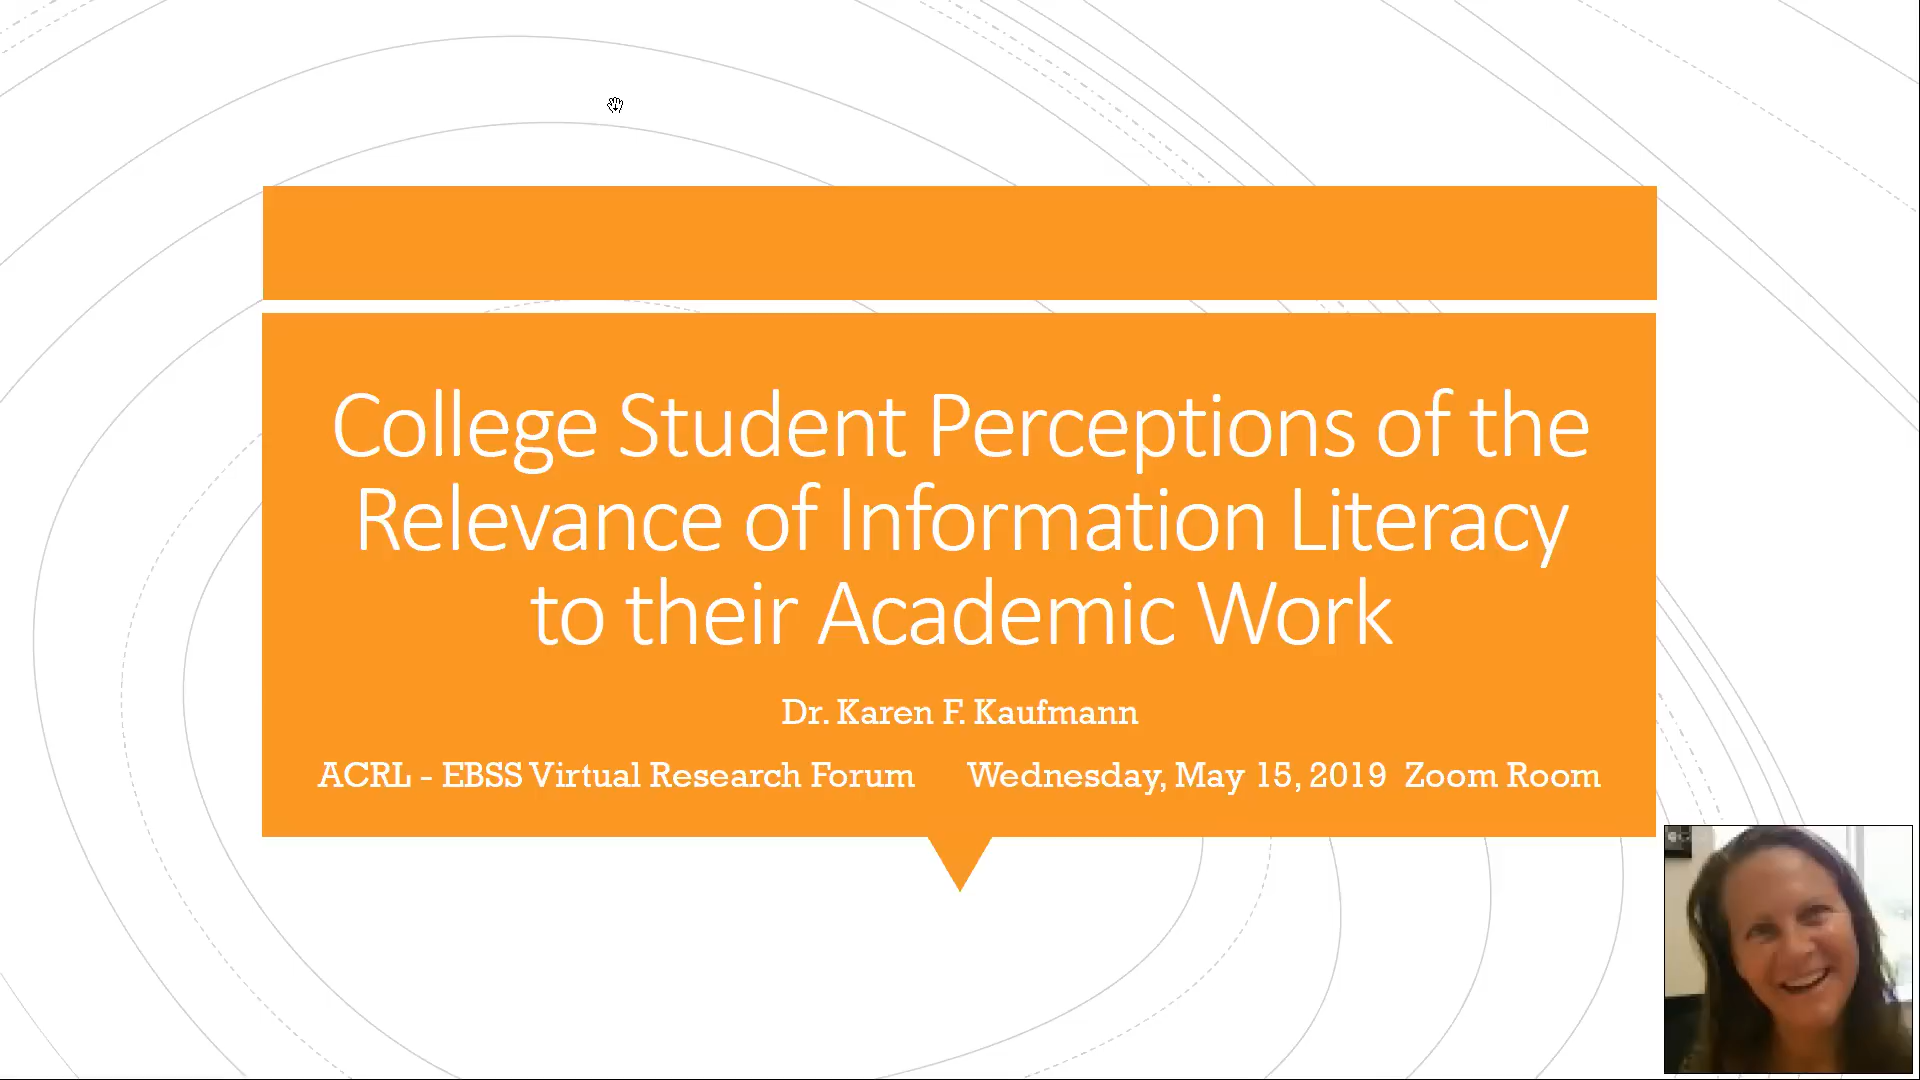 College Student Perceptions of the
Relevance of Information Literacy
to their Academic Work
Dr. Karen F. Kaufmann
ACRL - EBSS Virtual Research Forum Wednesday, May 15, 2019 Zoom Room